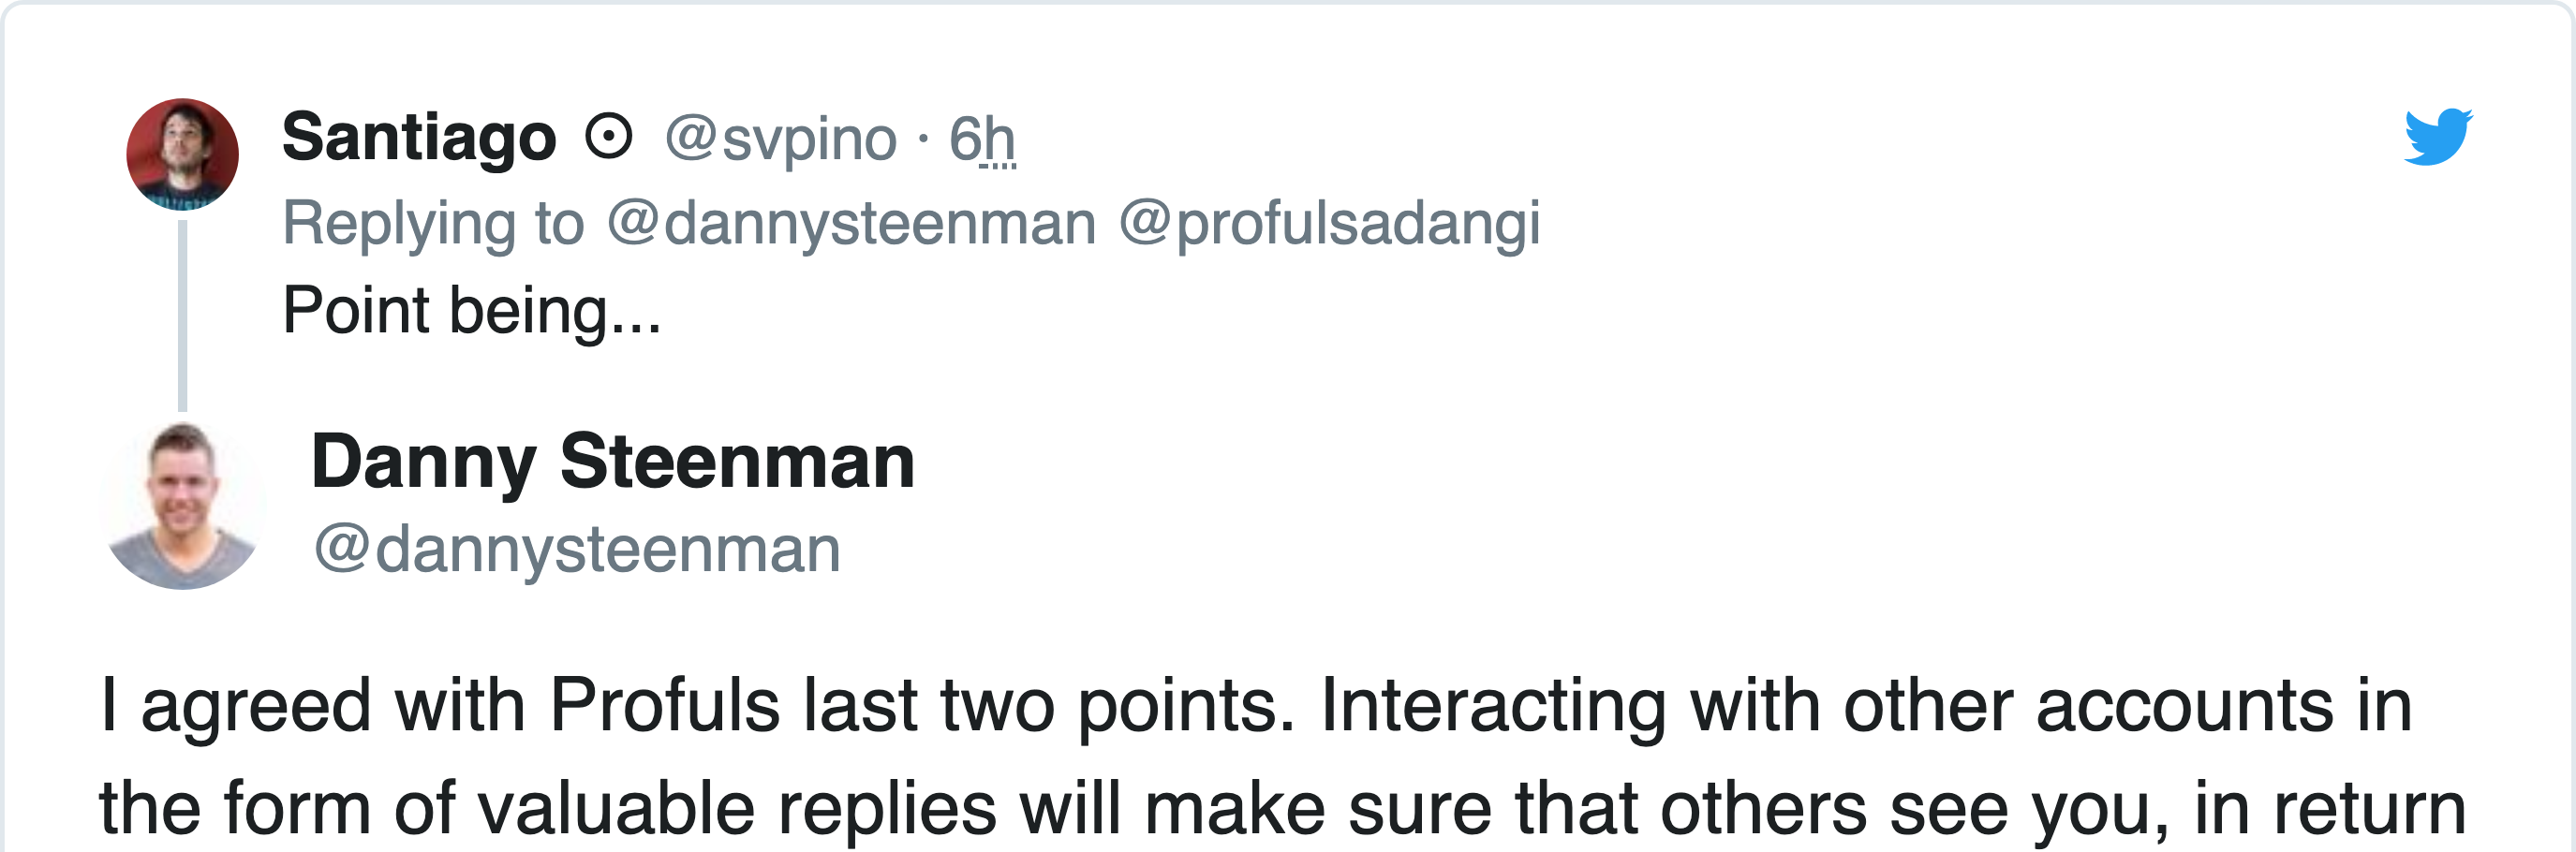 Santiago ⊙ @svpino · 6h
Replying to @dannysteenman @profulsadangi
Point being...
Danny Steenman
@dannysteenman
I agreed with Profuls last two points. Interacting with other accounts in
the form of valuable replies will make sure that others see you, in return